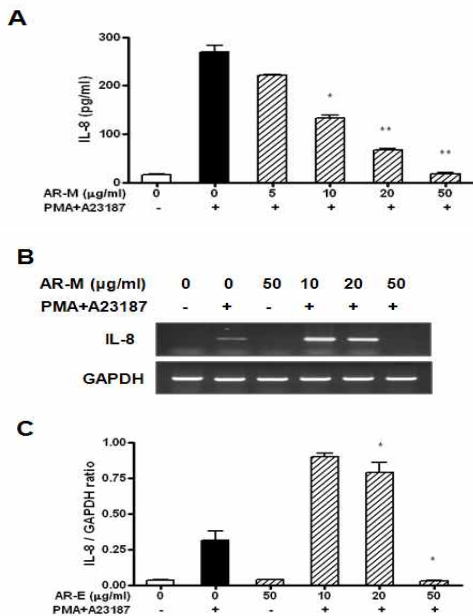 A
300
200
100
0
IL-8 (pg/ml)
*
**
**
AR-M (μg/ml) 0 0 5 10 20 50
PMA+A23187 - + + + + +
B
AR-M (μg/ml) 0 0 50 10 20 50
PMA+A23187 - + - + + +
IL-8
GAPDH
C
1.00
0.75
0.50
0.25
0.00
IL-8 / GAPDH ratio
*
*
AR-E (μg/ml) 0 0 50 10 20 50
PMA+A23187 - + - + + +